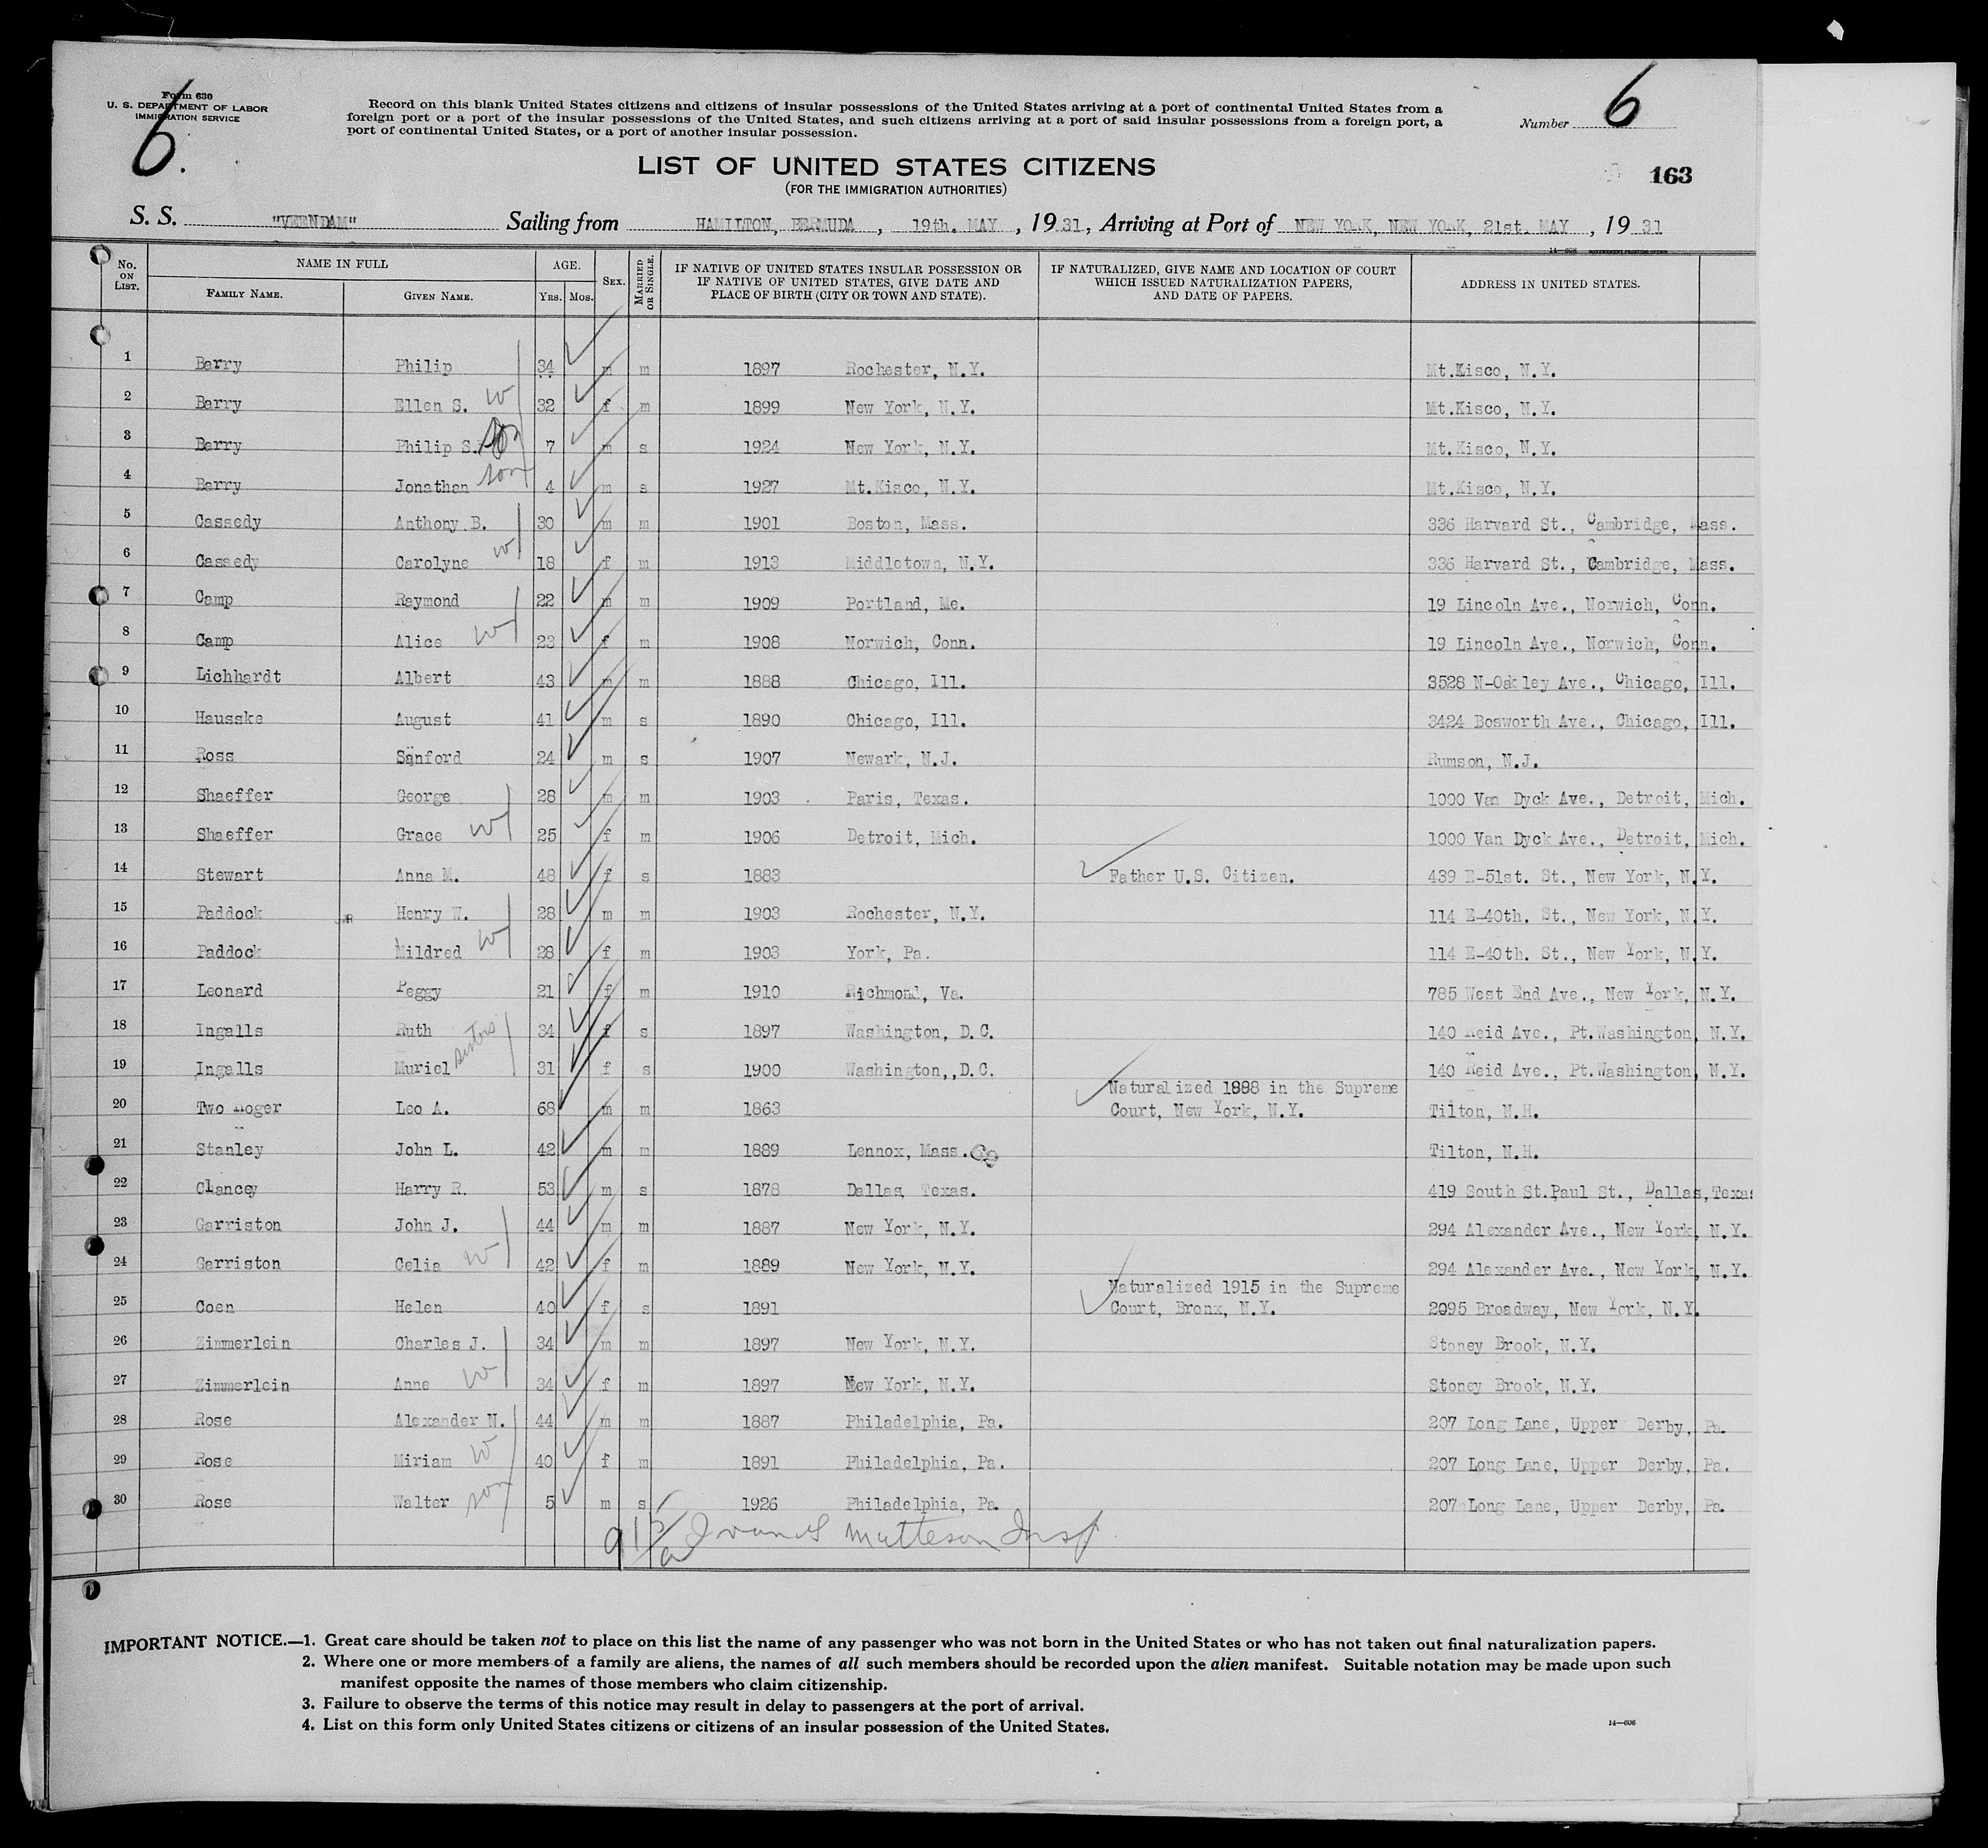 Form 630
U. S. DEPARTMENT OF LABOR
IMMIGRATION SERVICE
6.
Record on this blank United States citizens and citizens of insular possessions of the United States arriving at a port of continental United States from a
foreign port or a port of the insular possessions of the United States, and such citizens arriving at a port of said insular possessions from a foreign port, a
port of continental United States, or a port of another insular possession.
Number 6
LIST OF UNITED STATES CITIZENS
(FOR THE IMMIGRATION AUTHORITIES)
163
S. S. "VEENDAM" Sailing from HAMILTON, BERMUDA, 19th. MAY, 1931, Arriving at Port of NEW YORK, NEW YORK, 21st. MAY, 1931
14—608
No. ON LIST. NAME IN FULL FAMILY NAME. GIVEN NAME. AGE. YRS. MOS. SEX. MARRIED OR SINGLE. IF NATIVE OF UNITED STATES INSULAR POSSESSION OR IF NATIVE OF UNITED STATES, GIVE DATE AND PLACE OF BIRTH (CITY OR TOWN AND STATE). IF NATURALIZED, GIVE NAME AND LOCATION OF COURT WHICH ISSUED NATURALIZATION PAPERS, AND DATE OF PAPERS. ADDRESS IN UNITED STATES.
1 Barry Philip 34 m m 1897 Rochester, N.Y. Mt.Kisco, N.Y.
2 Barry Ellen S. w 32 f m 1899 New York, N.Y. Mt.Kisco, N.Y.
3 Barry Philip S. son 7 m s 1924 New York, N.Y. Mt.Kisco, N.Y.
4 Barry Jonathan son 4 m s 1927 Mt.Kisco, N.Y. Mt.Kisco, N.Y.
5 Cassedy Anthony B. 30 m m 1901 Boston, Mass. 336 Harvard St., Cambridge, Mass.
6 Cassedy Carolyne w 18 f m 1913 Middletown, N.Y. 336 Harvard St., Cambridge, Mass.
7 Camp Raymond 22 m m 1909 Portland, Me. 19 Lincoln Ave., Norwich, Conn.
8 Camp Alice w 23 f m 1908 Norwich, Conn. 19 Lincoln Ave., Norwich, Conn.
9 Lichhardt Albert 43 m m 1888 Chicago, Ill. 3528 N-Oakley Ave., Chicago, Ill.
10 Hausske August 41 m s 1890 Chicago, Ill. 3424 Bosworth Ave., Chicago, Ill.
11 Ross Sanford 24 m s 1907 Newark, N.J. Rumson, N.J.
12 Shaeffer George 28 m m 1903 Paris, Texas. 1000 Van Dyck Ave., Detroit, Mich.
13 Shaeffer Grace w 25 f m 1906 Detroit, Mich. 1000 Van Dyck Ave., Detroit, Mich.
14 Stewart Anna M. 48 f s 1883 Father U.S. Citizen. 439 E-51st. St., New York, N.Y.
15 Paddock JR Henry W. 28 m m 1903 Rochester, N.Y. 114 E-40th. St., New York, N.Y.
16 Paddock Mildred w 28 f m 1903 York, Pa. 114 E-40th. St., New York, N.Y.
17 Leonard Peggy 21 f m 1910 Richmond, Va. 785 West End Ave., New York, N.Y.
18 Ingalls Ruth 34 f s 1897 Washington, D.C. 140 Reid Ave., Pt.Washington, N.Y.
19 Ingalls Muriel sisters 31 f s 1900 Washington,,D.C. 140 Reid Ave., Pt.Washington, N.Y.
Naturalized 1898 in the Supreme
20 Two Roger Leo A. 68 m m 1863 Court, New York, N.Y. Tilton, N.H.
21 Stanley John L. 42 m m 1889 Lennox, Mass. Tilton, N.H.
22 Clancey Harry R. 53 m s 1878 Dallas, Texas. 419 South St.Paul St., Dallas, Texas
23 Garriston John J. 44 m m 1887 New York, N.Y. 294 Alexander Ave., New York, N.Y.
24 Garriston Celia w 42 f m 1889 New York, N.Y. 294 Alexander Ave., New York, N.Y.
Naturalized 1915 in the Supreme
25 Coen Helen 40 f s 1891 Court, Bronx, N.Y. 2095 Broadway, New York, N.Y.
26 Zimmerlein Charles J. 34 m m 1897 New York, N.Y. Stoney Brook, N.Y.
27 Zimmerlein Anne w 34 f m 1897 New York, N.Y. Stoney Brook, N.Y.
28 Rose Alexander N. 44 m m 1887 Philadelphia, Pa. 207 Long Lane, Upper Derby, Pa.
29 Rose Miriam w 40 f m 1891 Philadelphia, Pa. 207 Long Lane, Upper Derby, Pa.
30 Rose Walter son 5 m s 1926 Philadelphia, Pa. 207 Long Lane, Upper Derby, Pa.
Matteson Insp
IMPORTANT NOTICE.—1. Great care should be taken not to place on this list the name of any passenger who was not born in the United States or who has not taken out final naturalization papers.
2. Where one or more members of a family are aliens, the names of all such members should be recorded upon the alien manifest. Suitable notation may be made upon such
manifest opposite the names of those members who claim citizenship.
3. Failure to observe the terms of this notice may result in delay to passengers at the port of arrival.
4. List on this form only United States citizens or citizens of an insular possession of the United States.
14—608